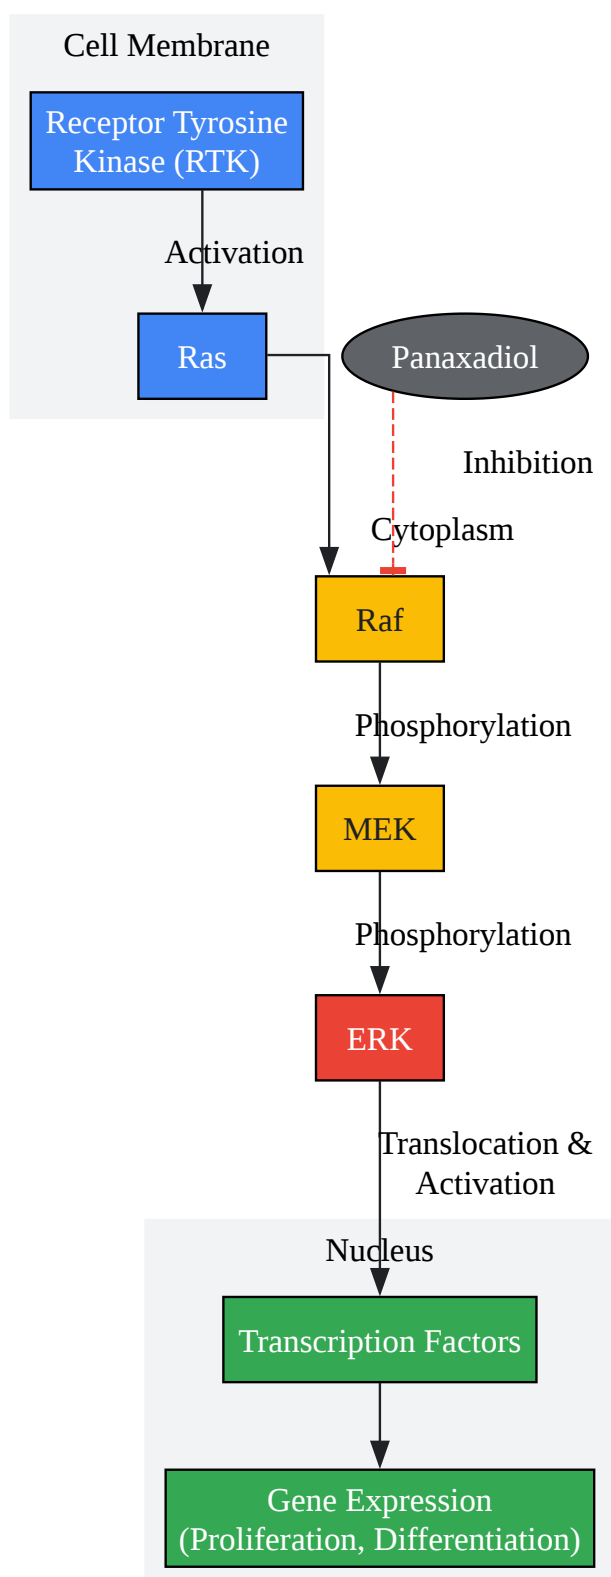 Cell Membrane
Receptor Tyrosine
Kinase (RTK)
Activation
Ras
Panaxadiol
Inhibition
Cytoplasm
Raf
Phosphorylation
MEK
Phosphorylation
ERK
Translocation &
Activation
Nucleus
Transcription Factors
Gene Expression
(Proliferation, Differentiation)